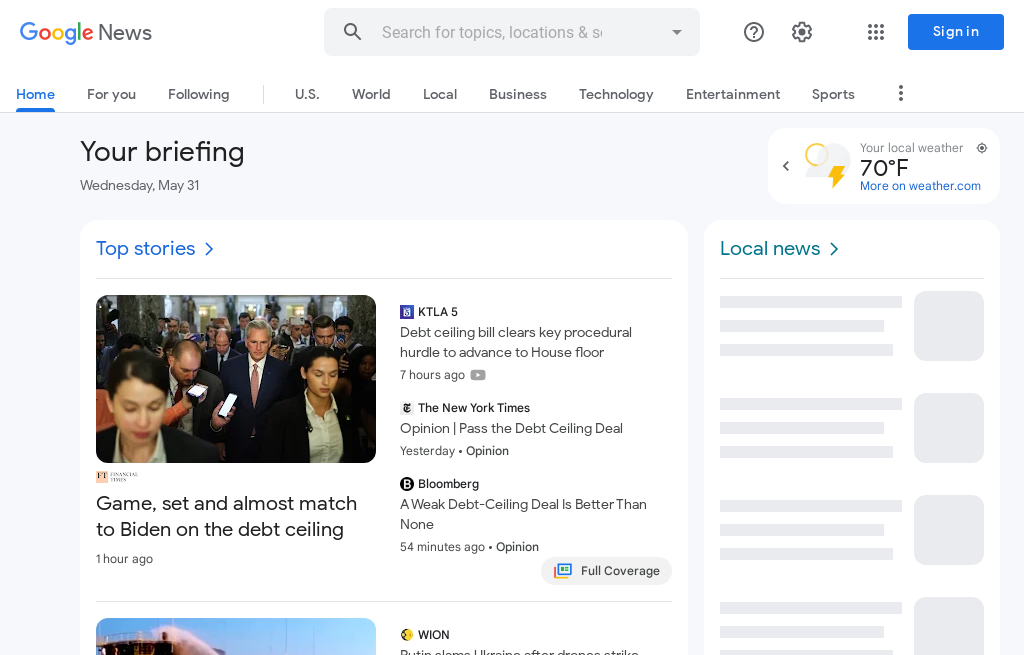 Google News
Search for topics, locations & so
Sign in
Home
For you
Following
U.S.
World
Local
Business
Technology
Entertainment
Sports
Your briefing
Wednesday, May 31
Your local weather
70°F
More on weather.com
Top stories
Local news
FT FINANCIAL TIMES
Game, set and almost match
to Biden on the debt ceiling
1 hour ago
KTLA 5
Debt ceiling bill clears key procedural
hurdle to advance to House floor
7 hours ago
The New York Times
Opinion | Pass the Debt Ceiling Deal
Yesterday • Opinion
Bloomberg
A Weak Debt-Ceiling Deal Is Better Than
None
54 minutes ago • Opinion
Full Coverage
WION
Putin slams Ukraine after drones strike